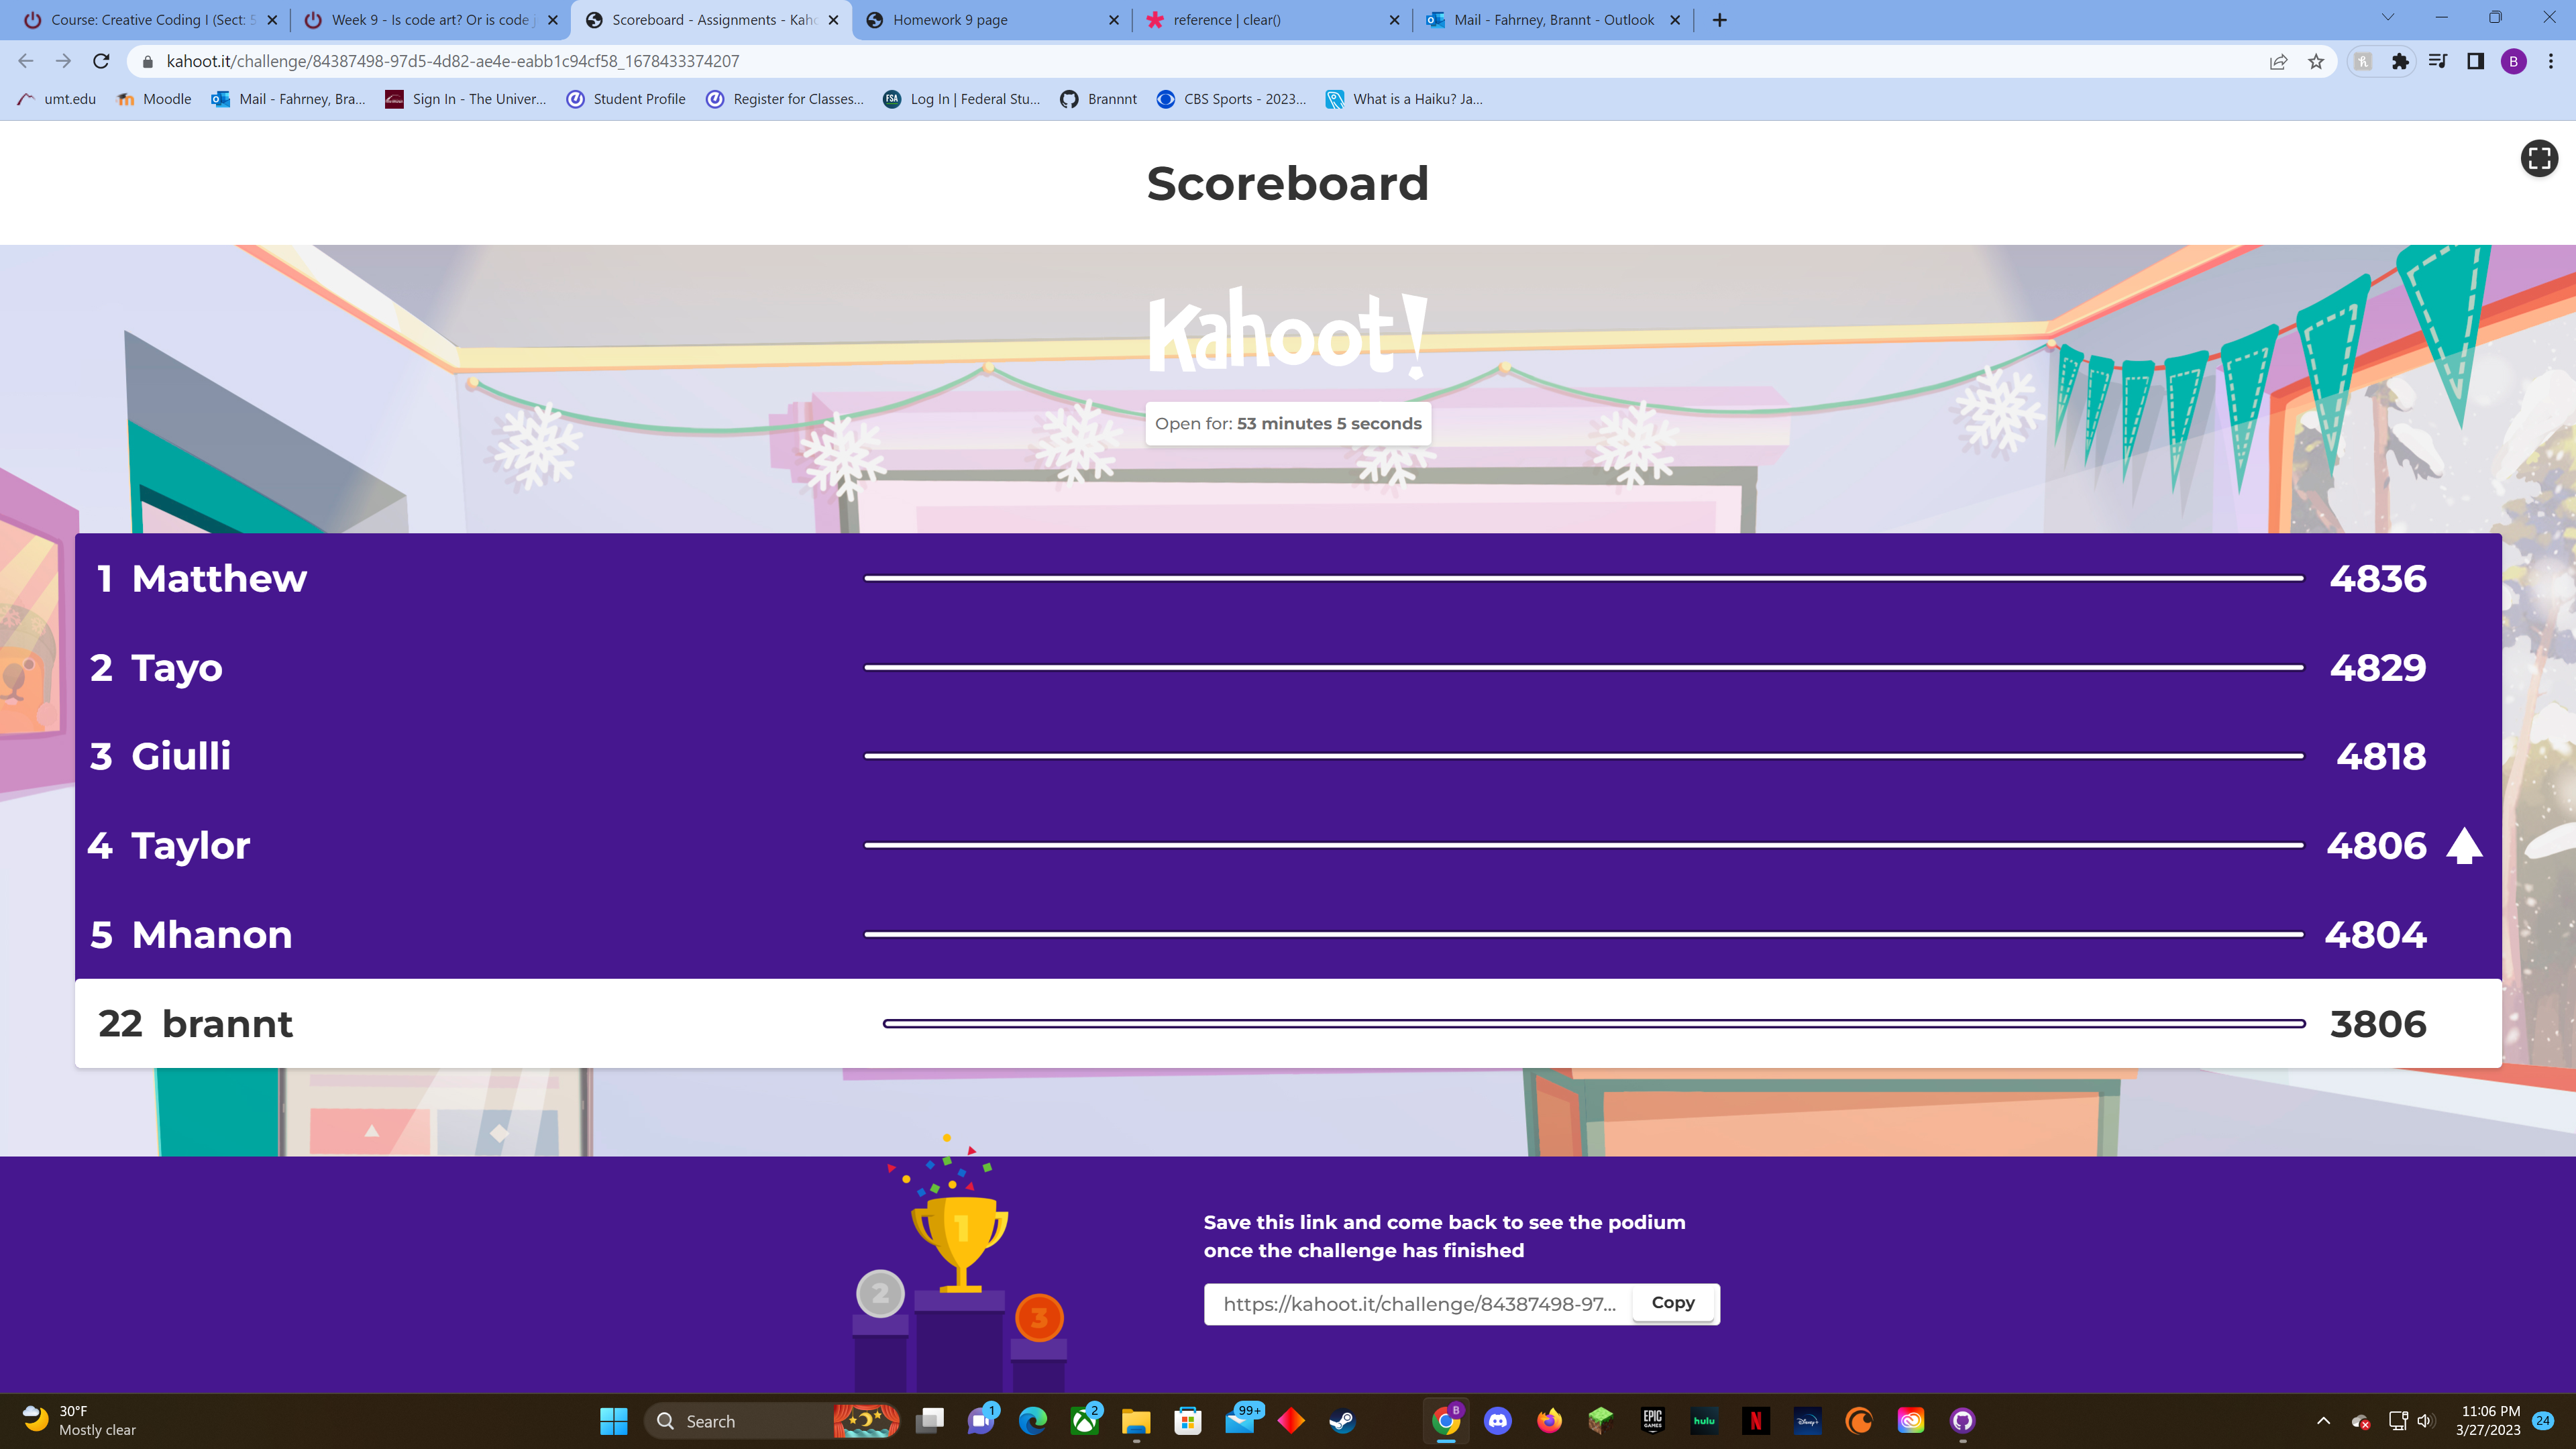 Course: Creative Coding I (Sect: 5
Week 9 - Is code art? Or is code j
Scoreboard - Assignments - Kaho
Homework 9 page
reference | clear()
Mail - Fahrney, Brannt - Outlook
kahoot.it/challenge/84387498-97d5-4d82-ae4e-eabb1c94cf58_1678433374207
B
umt.edu
Moodle
Mail - Fahrney, Bra...
Sign In - The Univer...
Student Profile
Register for Classes...
FSA
Log In | Federal Stu...
Brannnt
CBS Sports - 2023...
What is a Haiku? Ja...
Scoreboard
Kahoot!
Open for: 53 minutes 5 seconds
1 Matthew 4836
2 Tayo 4829
3 Giulli 4818
4 Taylor 4806
5 Mhanon 4804
22 brannt 3806
1
2
3
Save this link and come back to see the podium
once the challenge has finished
https://kahoot.it/challenge/84387498-97...
Copy
30°F
Mostly clear
Search
1
2
99+
B
EPIC
GAMES
hulu
N
Disney+
11:06 PM
3/27/2023
24